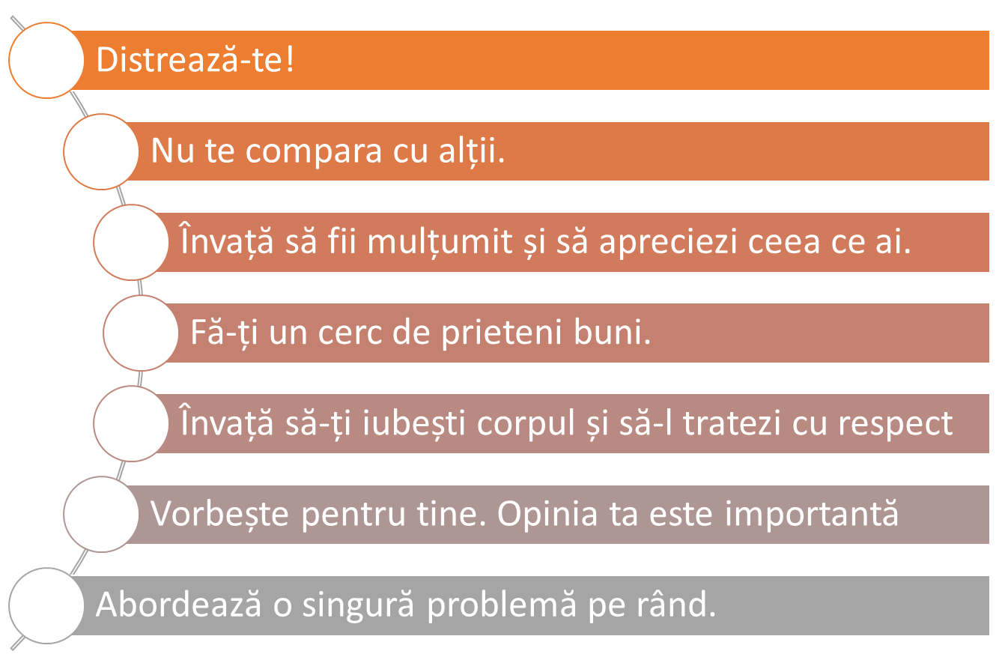 Distrează-te!
Nu te compara cu alții.
Învață să fii mulțumit și să apreciezi ceea ce ai.
Fă-ți un cerc de prieteni buni.
Învață să-ți iubești corpul și să-l tratezi cu respect
Vorbește pentru tine. Opinia ta este importantă
Abordează o singură problemă pe rând.